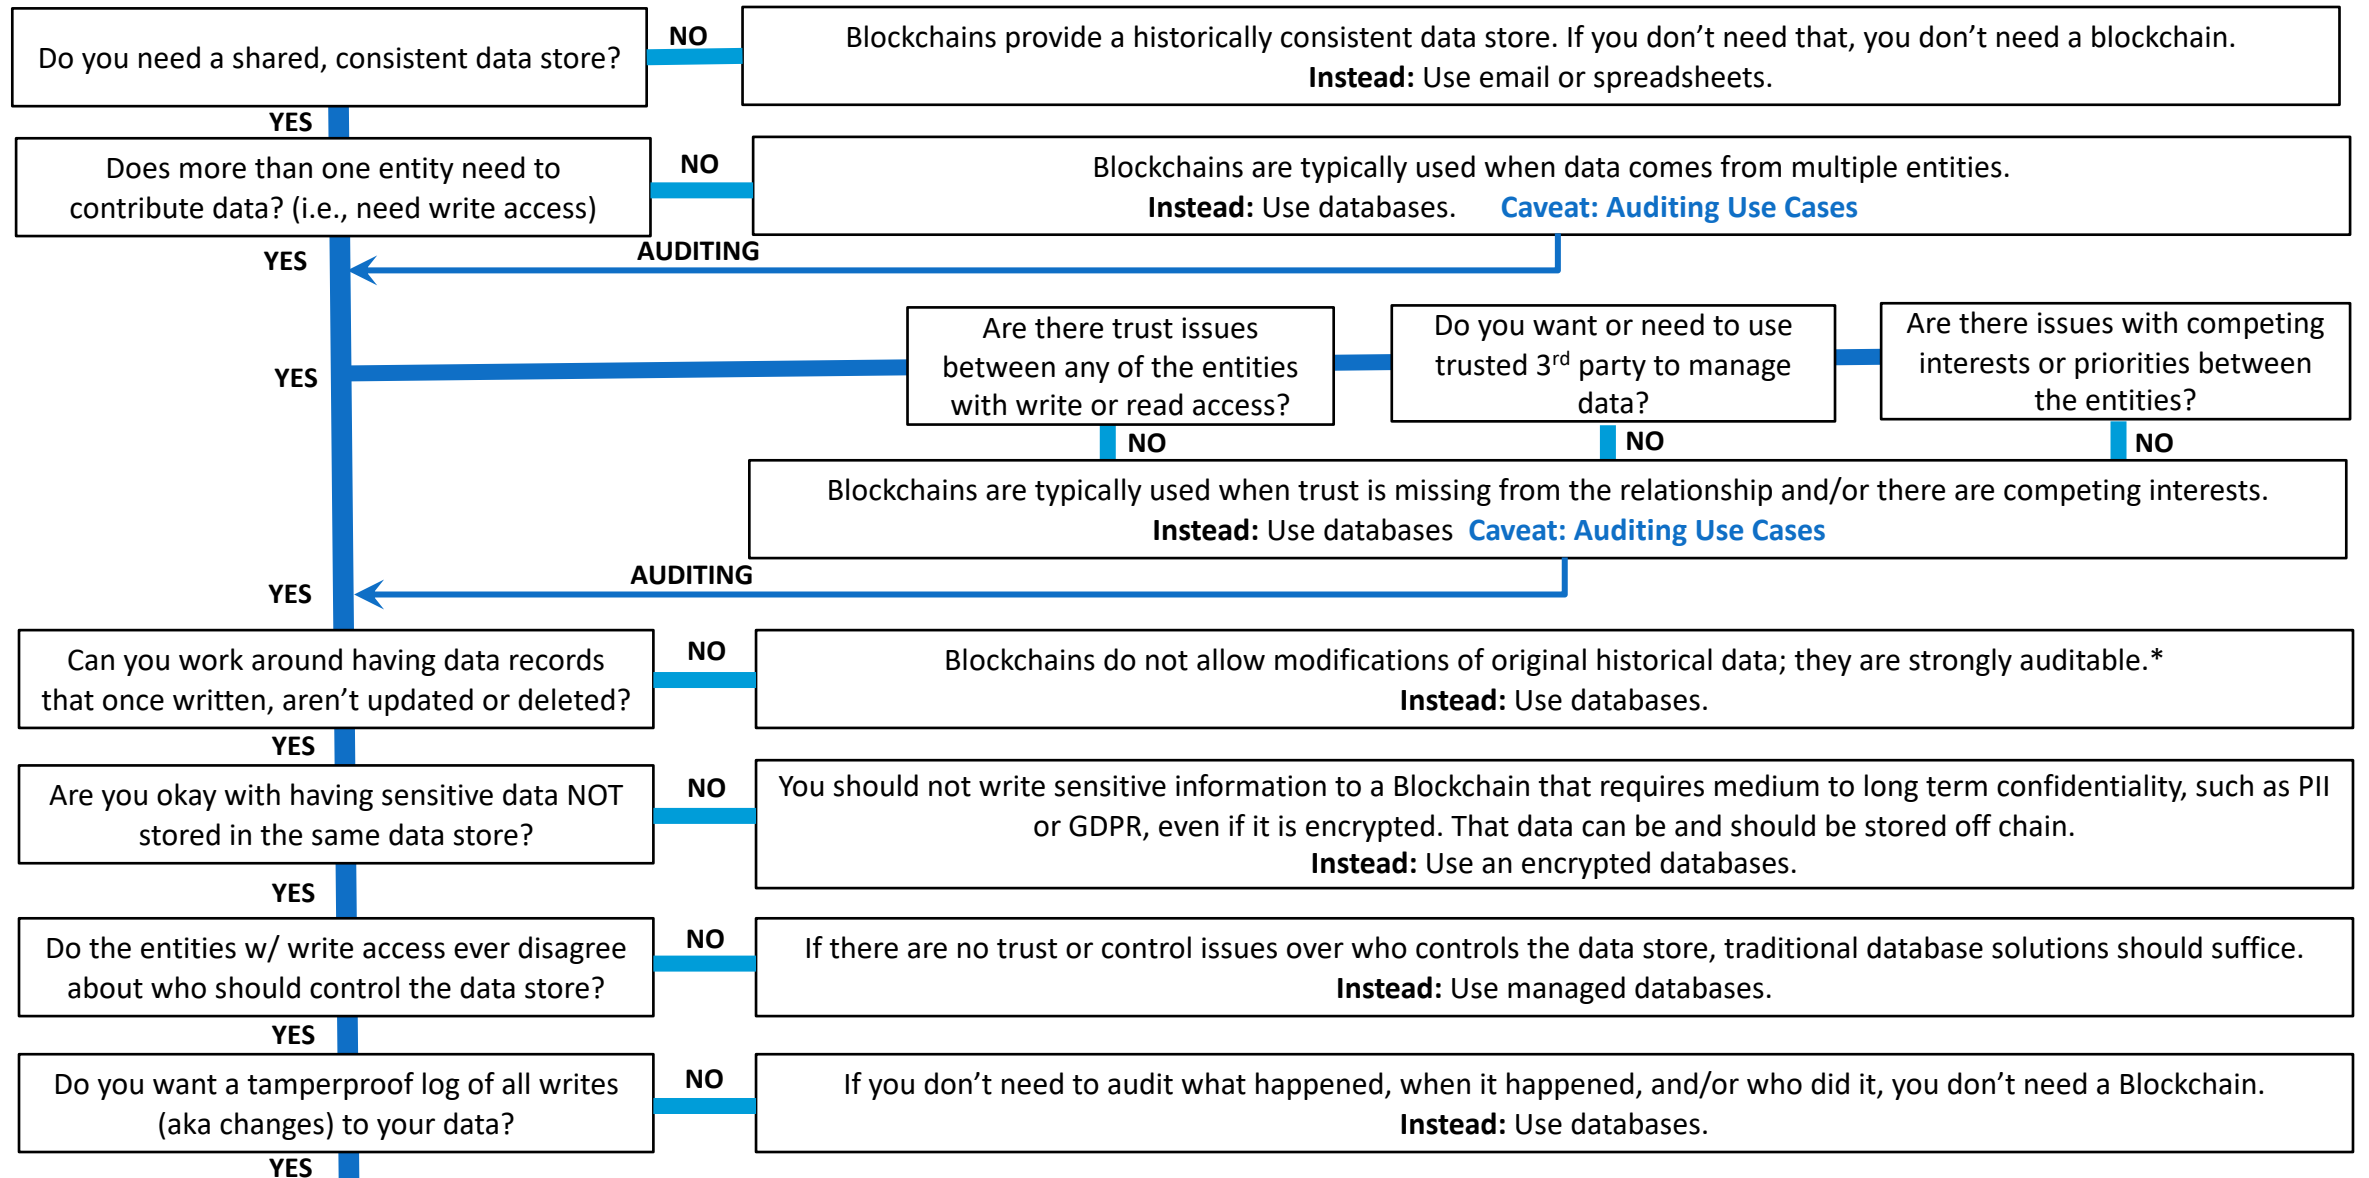 Do you need a shared, consistent data store?
NO
Blockchains provide a historically consistent data store. If you don’t need that, you don’t need a blockchain.
Instead: Use email or spreadsheets.
YES
Does more than one entity need to
contribute data? (i.e., need write access)
NO
Blockchains are typically used when data comes from multiple entities.
Instead: Use databases. Caveat: Auditing Use Cases
YES
AUDITING
YES
Are there trust issues
between any of the entities
with write or read access?
Do you want or need to use
trusted 3rd party to manage
data?
Are there issues with competing
interests or priorities between
the entities?
NO
NO
NO
Blockchains are typically used when trust is missing from the relationship and/or there are competing interests.
Instead: Use databases Caveat: Auditing Use Cases
AUDITING
YES
Can you work around having data records
that once written, aren’t updated or deleted?
NO
Blockchains do not allow modifications of original historical data; they are strongly auditable.*
Instead: Use databases.
YES
Are you okay with having sensitive data NOT
stored in the same data store?
NO
You should not write sensitive information to a Blockchain that requires medium to long term confidentiality, such as PII
or GDPR, even if it is encrypted. That data can be and should be stored off chain.
Instead: Use an encrypted databases.
YES
Do the entities w/ write access ever disagree
about who should control the data store?
NO
If there are no trust or control issues over who controls the data store, traditional database solutions should suffice.
Instead: Use managed databases.
YES
Do you want a tamperproof log of all writes
(aka changes) to your data?
NO
If you don’t need to audit what happened, when it happened, and/or who did it, you don’t need a Blockchain.
Instead: Use databases.
YES